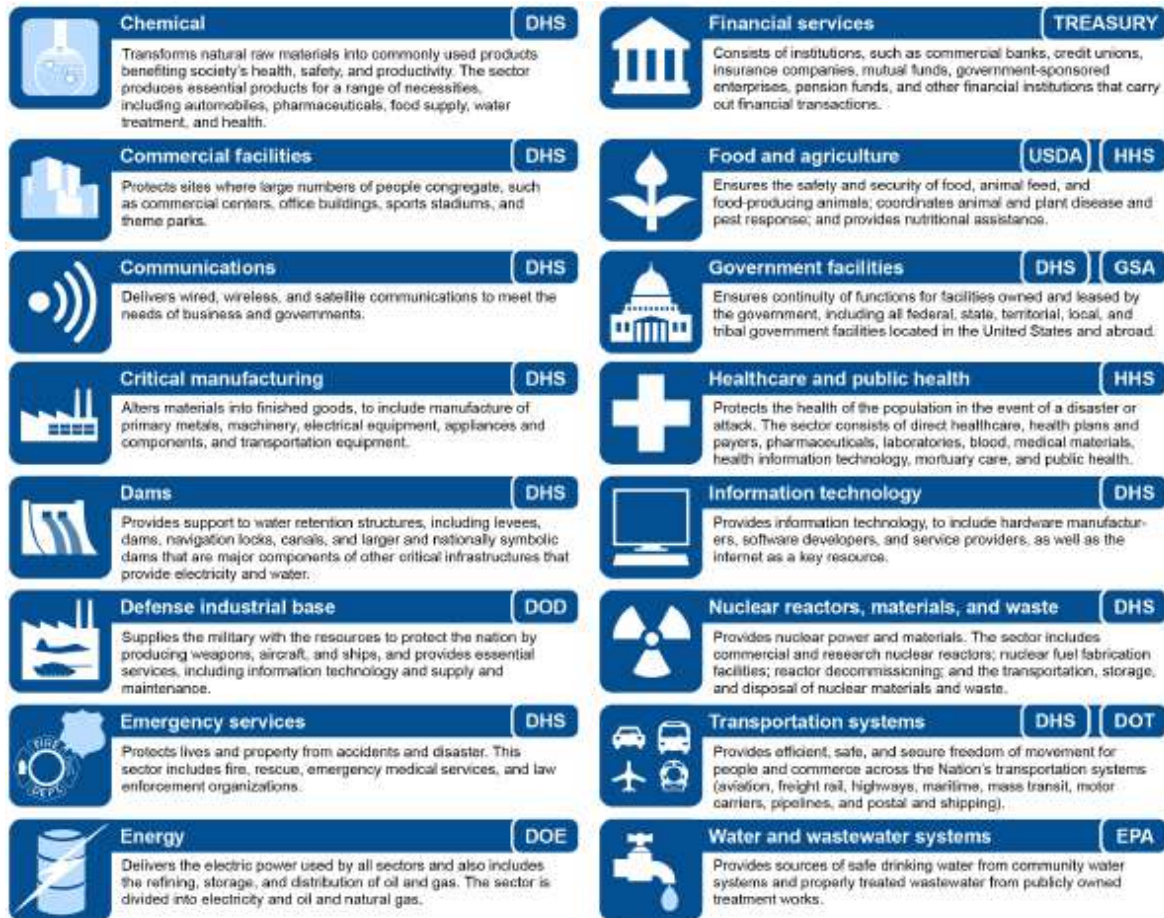 Chemical DHS
Transforms natural raw materials into commonly used products
benefiting society's health, safety, and productivity. The sector
produces essential products for a range of necessities,
including automobiles, pharmaceuticals, food supply, water
treatment, and health.
Commercial facilities DHS
Protects sites where large numbers of people congregate, such
as commercial centers, office buildings, sports stadiums, and
theme parks.
Communications DHS
Delivers wired, wireless, and satellite communications to meet the
needs of business and governments.
Critical manufacturing DHS
Alters materials into finished goods, to include manufacture of
primary metals, machinery, electrical equipment, appliances and
components, and transportation equipment.
Dams DHS
Provides support to water retention structures, including levees,
dams, navigation locks, canals, and larger and nationally symbolic
dams that are major components of other critical infrastructures that
provide electricity and water.
Defense industrial base DOD
Supplies the military with the resources to protect the nation by
producing weapons, aircraft, and ships, and provides essential
services, including information technology and supply and
maintenance.
Emergency services DHS
FIRE
DEPT
Protects lives and property from accidents and disaster. This
sector includes fire, rescue, emergency medical services, and law
enforcement organizations.
Energy DOE
Delivers the electric power used by all sectors and also includes
the refining, storage, and distribution of oil and gas. The sector is
divided into electricity and oil and natural gas.
Financial services TREASURY
Consists of institutions, such as commercial banks, credit unions,
insurance companies, mutual funds, government-sponsored
enterprises, pension funds, and other financial institutions that carry
out financial transactions.
Food and agriculture USDA HHS
Ensures the safety and security of food, animal feed, and
food-producing animals; coordinates animal and plant disease and
pest response; and provides nutritional assistance.
Government facilities DHS GSA
Ensures continuity of functions for facilities owned and leased by
the government, including all federal, state, territorial, local, and
tribal government facilities located in the United States and abroad.
Healthcare and public health HHS
Protects the health of the population in the event of a disaster or
attack. The sector consists of direct healthcare, health plans and
payers, pharmaceuticals, laboratories, blood, medical materials,
health information technology, mortuary care, and public health.
Information technology DHS
Provides information technology, to include hardware manufactur-
ers, software developers, and service providers, as well as the
internet as a key resource.
Nuclear reactors, materials, and waste DHS
Provides nuclear power and materials. The sector includes
commercial and research nuclear reactors; nuclear fuel fabrication
facilities; reactor decommissioning; and the transportation, storage,
and disposal of nuclear materials and waste.
Transportation systems DHS DOT
Provides efficient, safe, and secure freedom of movement for
people and commerce across the Nation's transportation systems
(aviation, freight rail, highways, maritime, mass transit, motor
carriers, pipelines, and postal and shipping).
Water and wastewater systems EPA
Provides sources of safe drinking water from community water
systems and properly treated wastewater from publicly owned
treatment works.